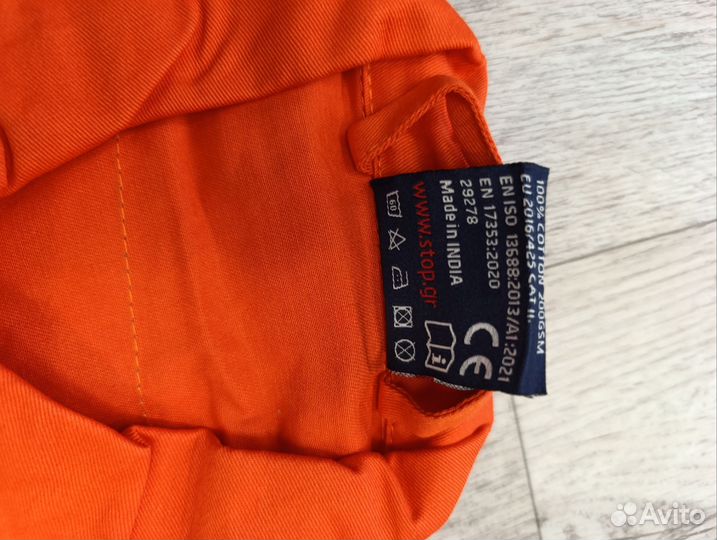 100% COTTON 200GSM
EU 2016/425 CAT II.
EN ISO 13688:2013/A1:2021
EN 17353:2020
29278
Made in INDIA
www.stop.gr
CE
i
60
Avito